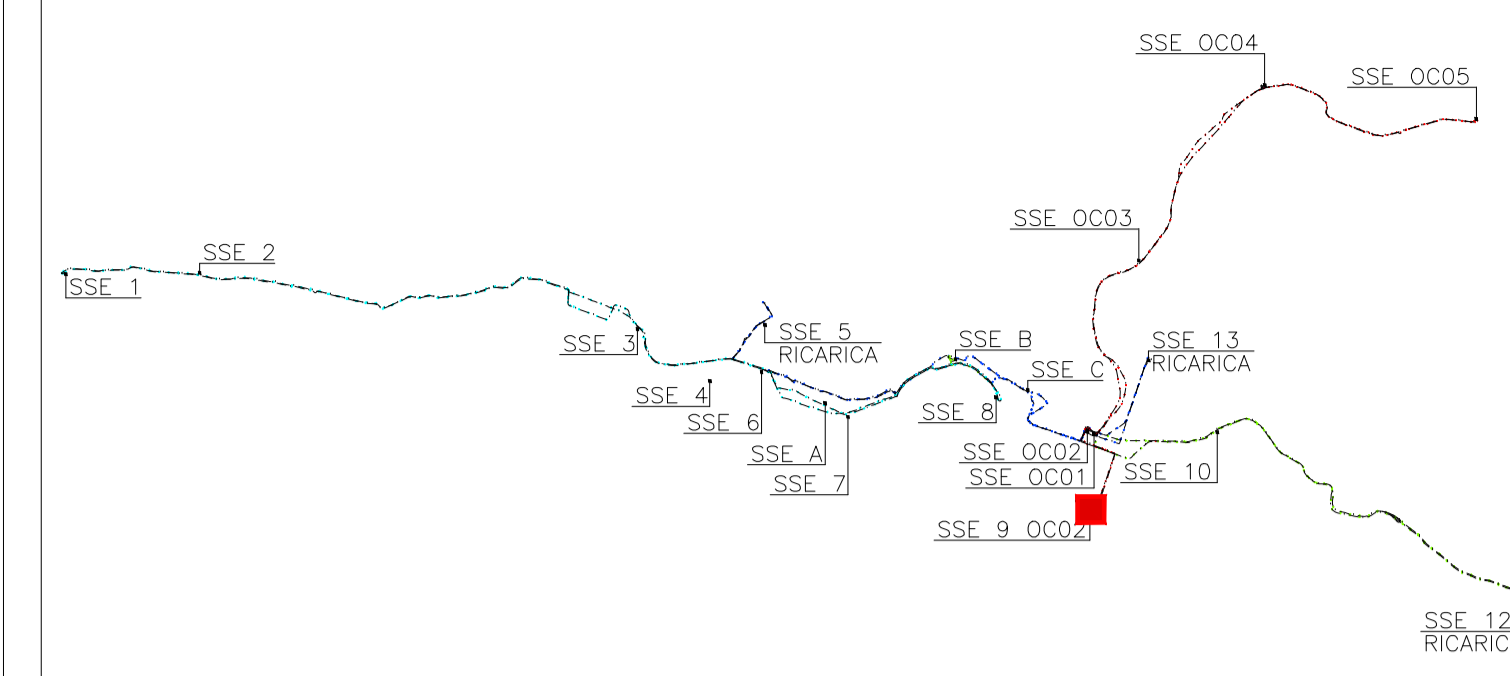 SSE OC04
SSE OC05
SSE OC03
SSE 2
SSE 1
SSE 3
SSE 5
RICARICA
SSE B
SSE 13
RICARICA
SSE C
SSE 4
SSE 6
SSE 8
SSE A
SSE OC02
SSE 7
SSE OC01
SSE 10
SSE 9 OC02
SSE 12
RICARIC